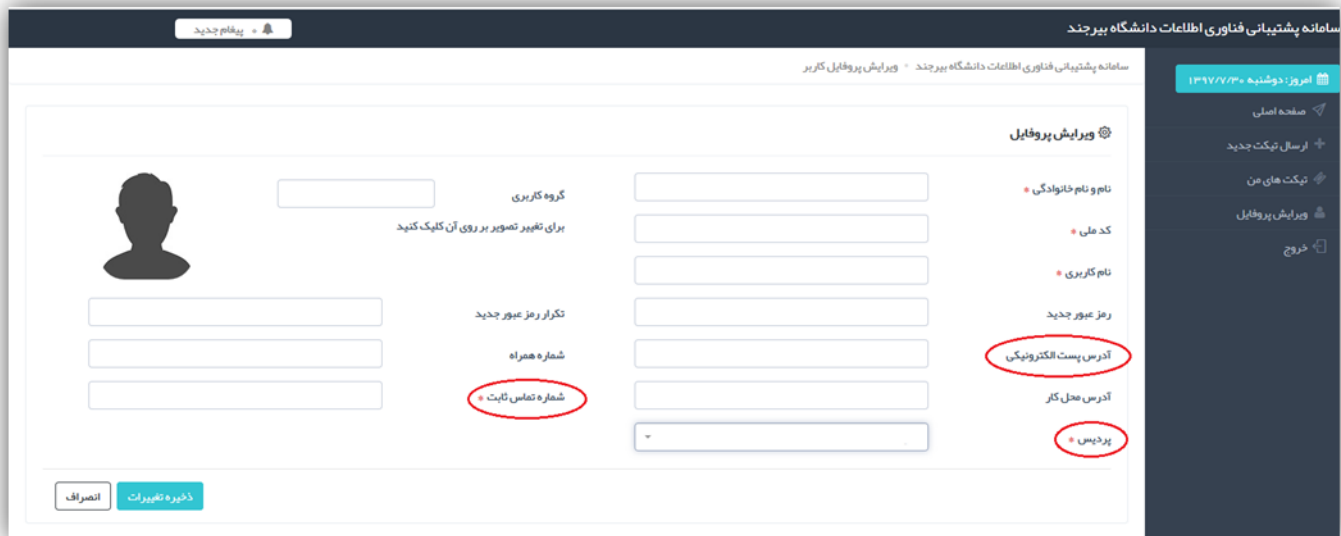 سامانه پشتیبانی فناوری اطلاعات دانشگاه بیرجند
۰ پیغام جدید
امروز: دوشنبه ۱۳۹۷/۷/۳۰
صفحه اصلی
ارسال تیکت جدید
تیکت های من
ویرایش پروفایل
خروج
سامانه پشتیبانی فناوری اطلاعات دانشگاه بیرجند ◦ ویرایش پروفایل کاربر
ویرایش پروفایل
نام و نام خانوادگی *
گروه کاربری
کد ملی *
برای تغییر تصویر بر روی آن کلیک کنید
نام کاربری *
رمز عبور جدید
تکرار رمز عبور جدید
آدرس پست الکترونیکی
شماره همراه
آدرس محل کار
شماره تماس ثابت *
پردیس *
ذخیره تغییرات
انصراف